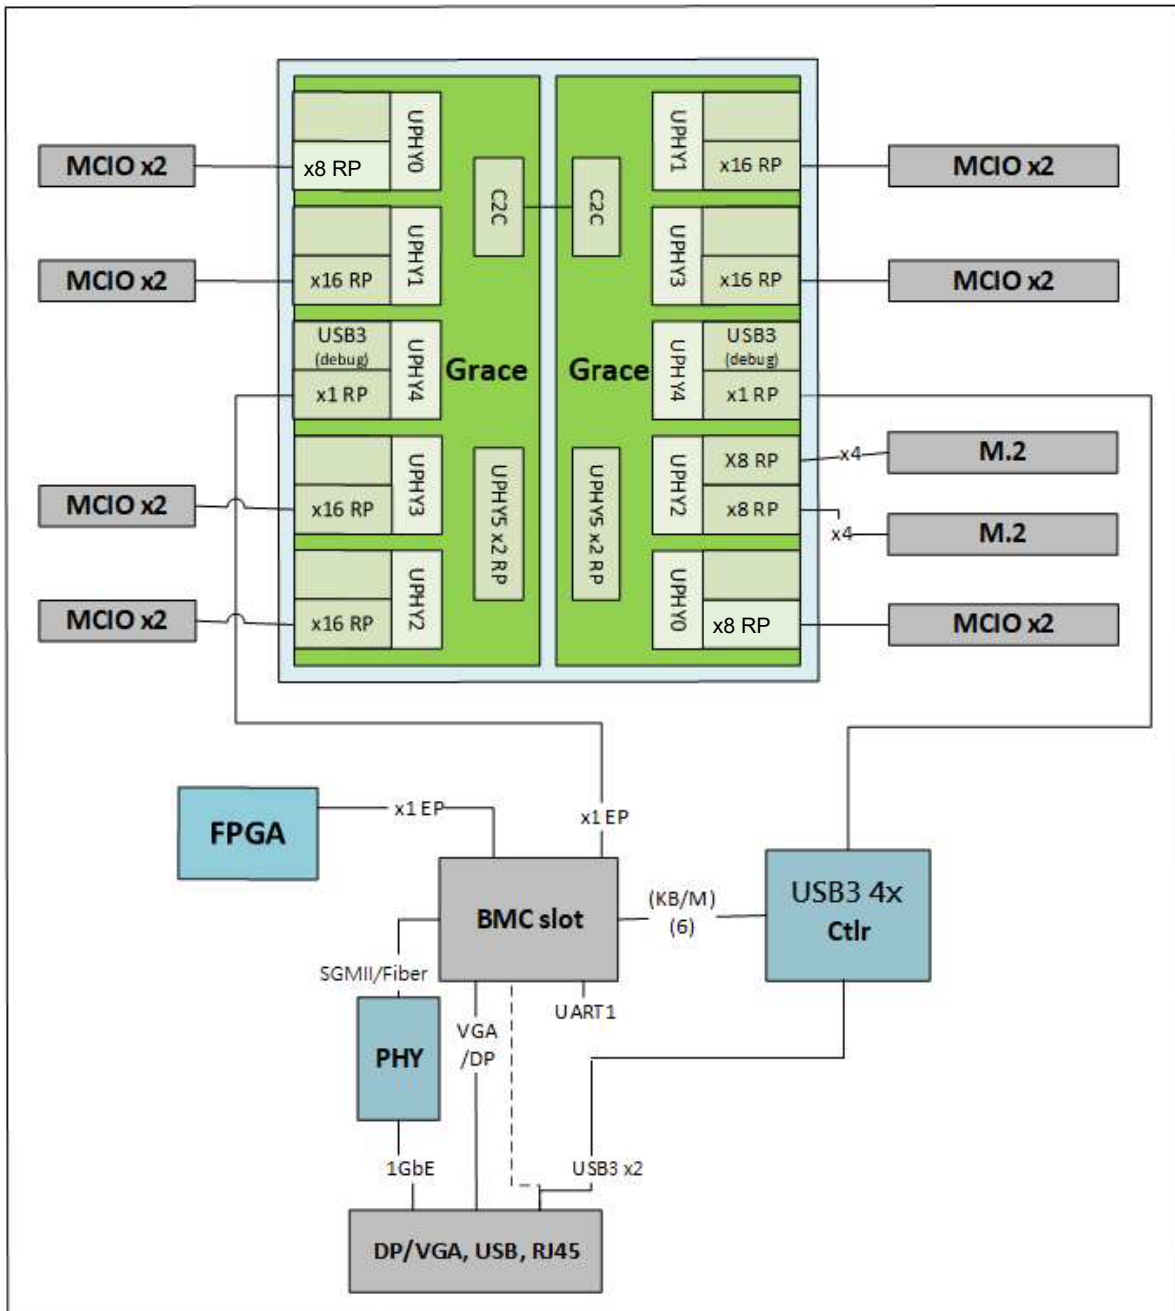 MCIO x2
x8 RP
UPHY0
MCIO x2
x16 RP
UPHY1
USB3
(debug)
x1 RP
UPHY4
MCIO x2
x16 RP
UPHY3
MCIO x2
x16 RP
UPHY2
C2C
Grace
UPHY5 x2 RP
C2C
Grace
UPHY5 x2 RP
UPHY1
x16 RP
MCIO x2
UPHY3
x16 RP
MCIO x2
UPHY4
USB3
(debug)
x1 RP
UPHY2
X8 RP
x4
M.2
x8 RP
x4
M.2
UPHY0
x8 RP
MCIO x2
FPGA
x1 EP
x1 EP
BMC slot
(KB/M)
(6)
USB3 4x
Ctlr
SGMII/Fiber
UART1
VGA
/DP
PHY
1GbE
USB3 x2
DP/VGA, USB, RJ45